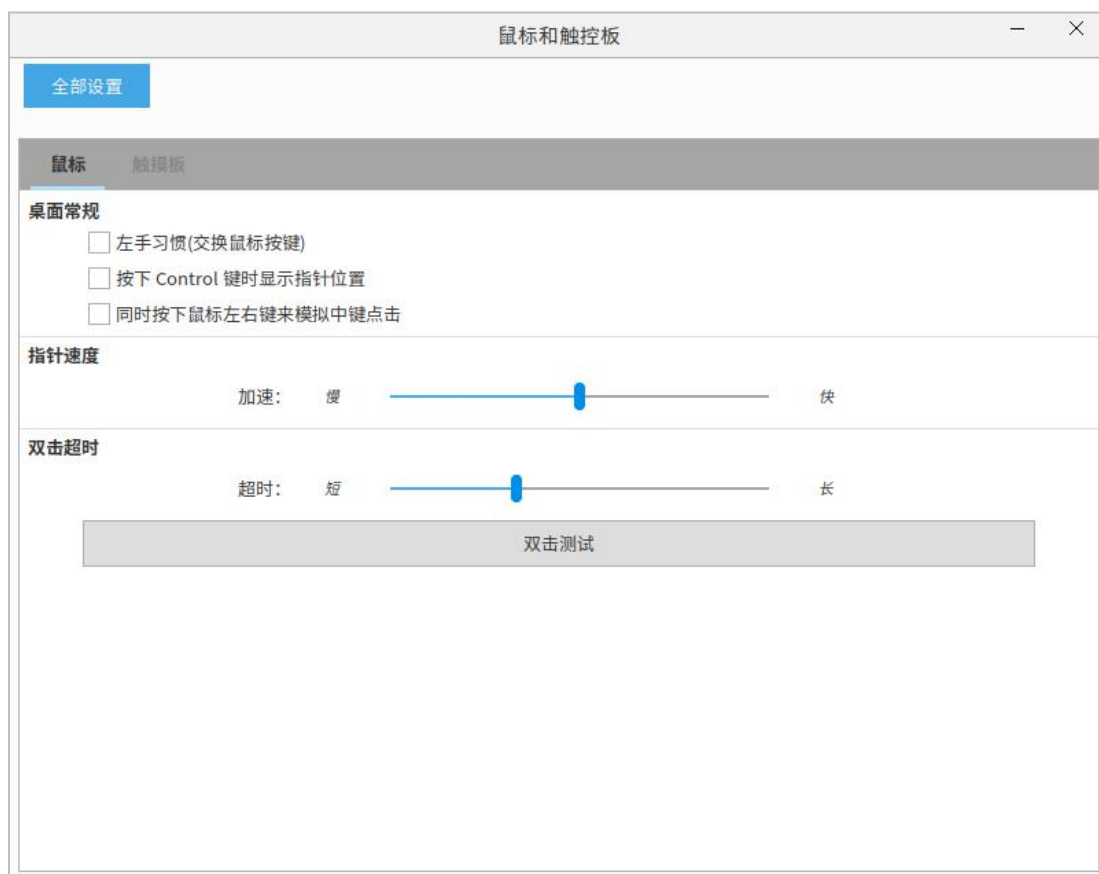 鼠标和触控板
全部设置
鼠标 触摸板
桌面常规
左手习惯(交换鼠标按键)
按下 Control 键时显示指针位置
同时按下鼠标左右键来模拟中键点击
指针速度
加速: 慢 快
双击超时
超时: 短 长
双击测试